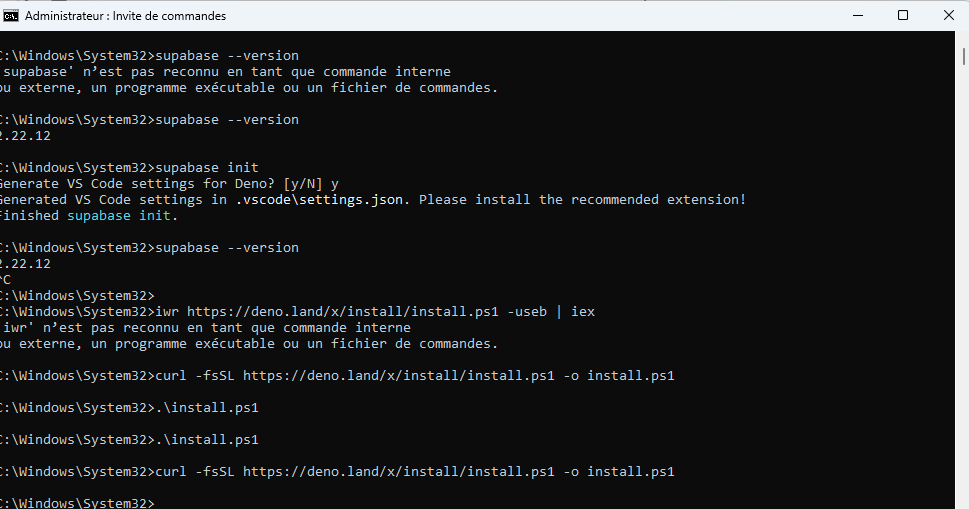 Administrateur : Invite de commandes
C:\Windows\System32>supabase --version
'supabase' n’est pas reconnu en tant que commande interne
ou externe, un programme exécutable ou un fichier de commandes.
C:\Windows\System32>supabase --version
2.22.12
C:\Windows\System32>supabase init
Generate VS Code settings for Deno? [y/N] y
Generated VS Code settings in .vscode\settings.json. Please install the recommended extension!
Finished supabase init.
C:\Windows\System32>supabase --version
2.22.12
^C
C:\Windows\System32>
C:\Windows\System32>iwr https://deno.land/x/install/install.ps1 -useb | iex
'iwr' n’est pas reconnu en tant que commande interne
ou externe, un programme exécutable ou un fichier de commandes.
C:\Windows\System32>curl -fsSL https://deno.land/x/install/install.ps1 -o install.ps1
C:\Windows\System32>.\install.ps1
C:\Windows\System32>.\install.ps1
C:\Windows\System32>curl -fsSL https://deno.land/x/install/install.ps1 -o install.ps1
C:\Windows\System32>